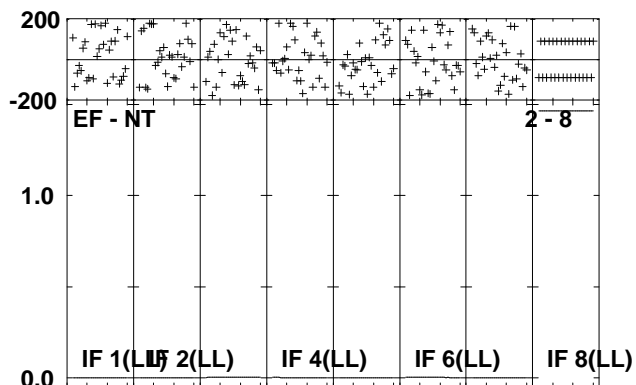 200
-200
EF - NT 2 - 8
1.0
IF 1(LL) IF 2(LL) IF 4(LL) IF 6(LL) IF 8(LL)
0.0